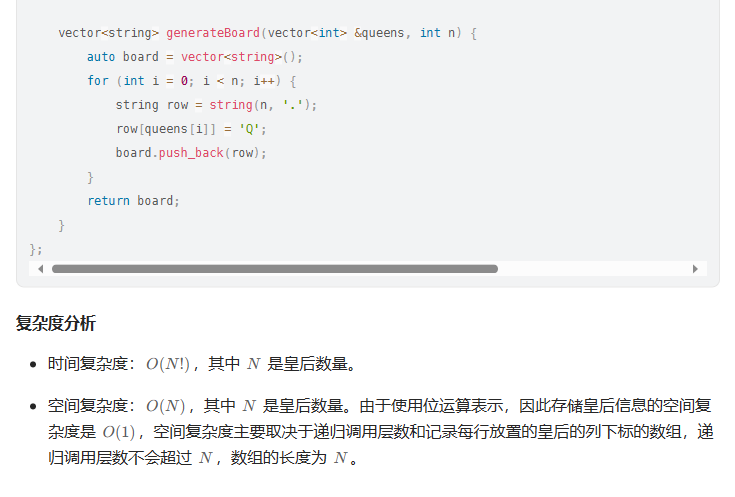 vector<string> generateBoard(vector<int> &queens, int n) {
auto board = vector<string>();
for (int i = 0; i < n; i++) {
string row = string(n, '.');
row[queens[i]] = 'Q';
board.push_back(row);
}
return board;
}
};
复杂度分析
• 时间复杂度：O(N!)，其中 N 是皇后数量。
• 空间复杂度：O(N)，其中 N 是皇后数量。由于使用位运算表示，因此存储皇后信息的空间复
杂度是 O(1)，空间复杂度主要取决于递归调用层数和记录每行放置的皇后的列下标的数组，递
归调用层数不会超过 N，数组的长度为 N。